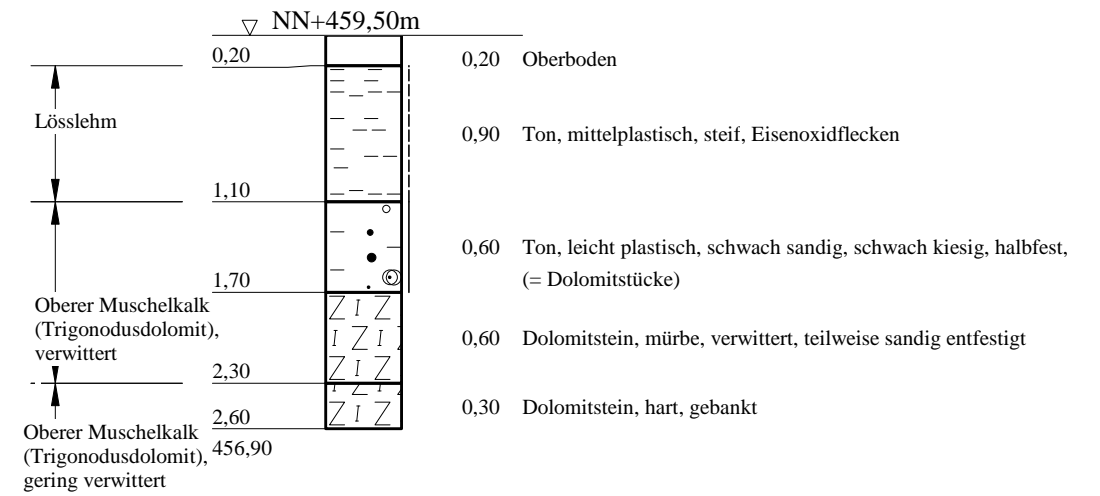 NN+459,50m
0,20
0,20 Oberboden
Lösslehm
0,90 Ton, mittelplastisch, steif, Eisenoxidflecken
1,10
0,60 Ton, leicht plastisch, schwach sandig, schwach kiesig, halbfest,
(= Dolomitstücke)
1,70
Oberer Muschelkalk
(Trigonodusdolomit),
verwittert
0,60 Dolomitstein, mürbe, verwittert, teilweise sandig entfestigt
2,30
0,30 Dolomitstein, hart, gebankt
2,60
456,90
Oberer Muschelkalk
(Trigonodusdolomit),
gering verwittert